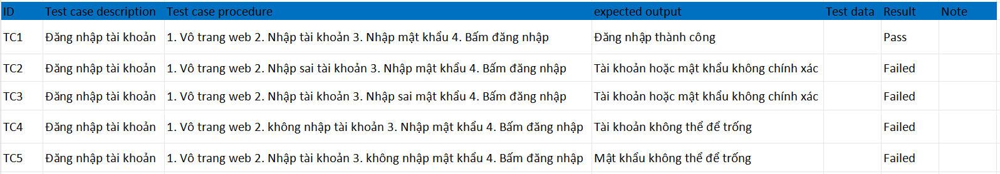 ID Test case description Test case procedure expected output Test data Result Note
TC1 Đăng nhập tài khoản 1. Vô trang web 2. Nhập tài khoản 3. Nhập mật khẩu 4. Bấm đăng nhập Đăng nhập thành công Pass
TC2 Đăng nhập tài khoản 1. Vô trang web 2. Nhập sai tài khoản 3. Nhập mật khẩu 4. Bấm đăng nhập Tài khoản hoặc mật khẩu không chính xác Failed
TC3 Đăng nhập tài khoản 1. Vô trang web 2. Nhập tài khoản 3. Nhập sai mật khẩu 4. Bấm đăng nhập Tài khoản hoặc mật khẩu không chính xác Failed
TC4 Đăng nhập tài khoản 1. Vô trang web 2. không nhập tài khoản 3. Nhập mật khẩu 4. Bấm đăng nhập Tài khoản không thể để trống Failed
TC5 Đăng nhập tài khoản 1. Vô trang web 2. Nhập tài khoản 3. không nhập mật khẩu 4. Bấm đăng nhập Mật khẩu không thể để trống Failed